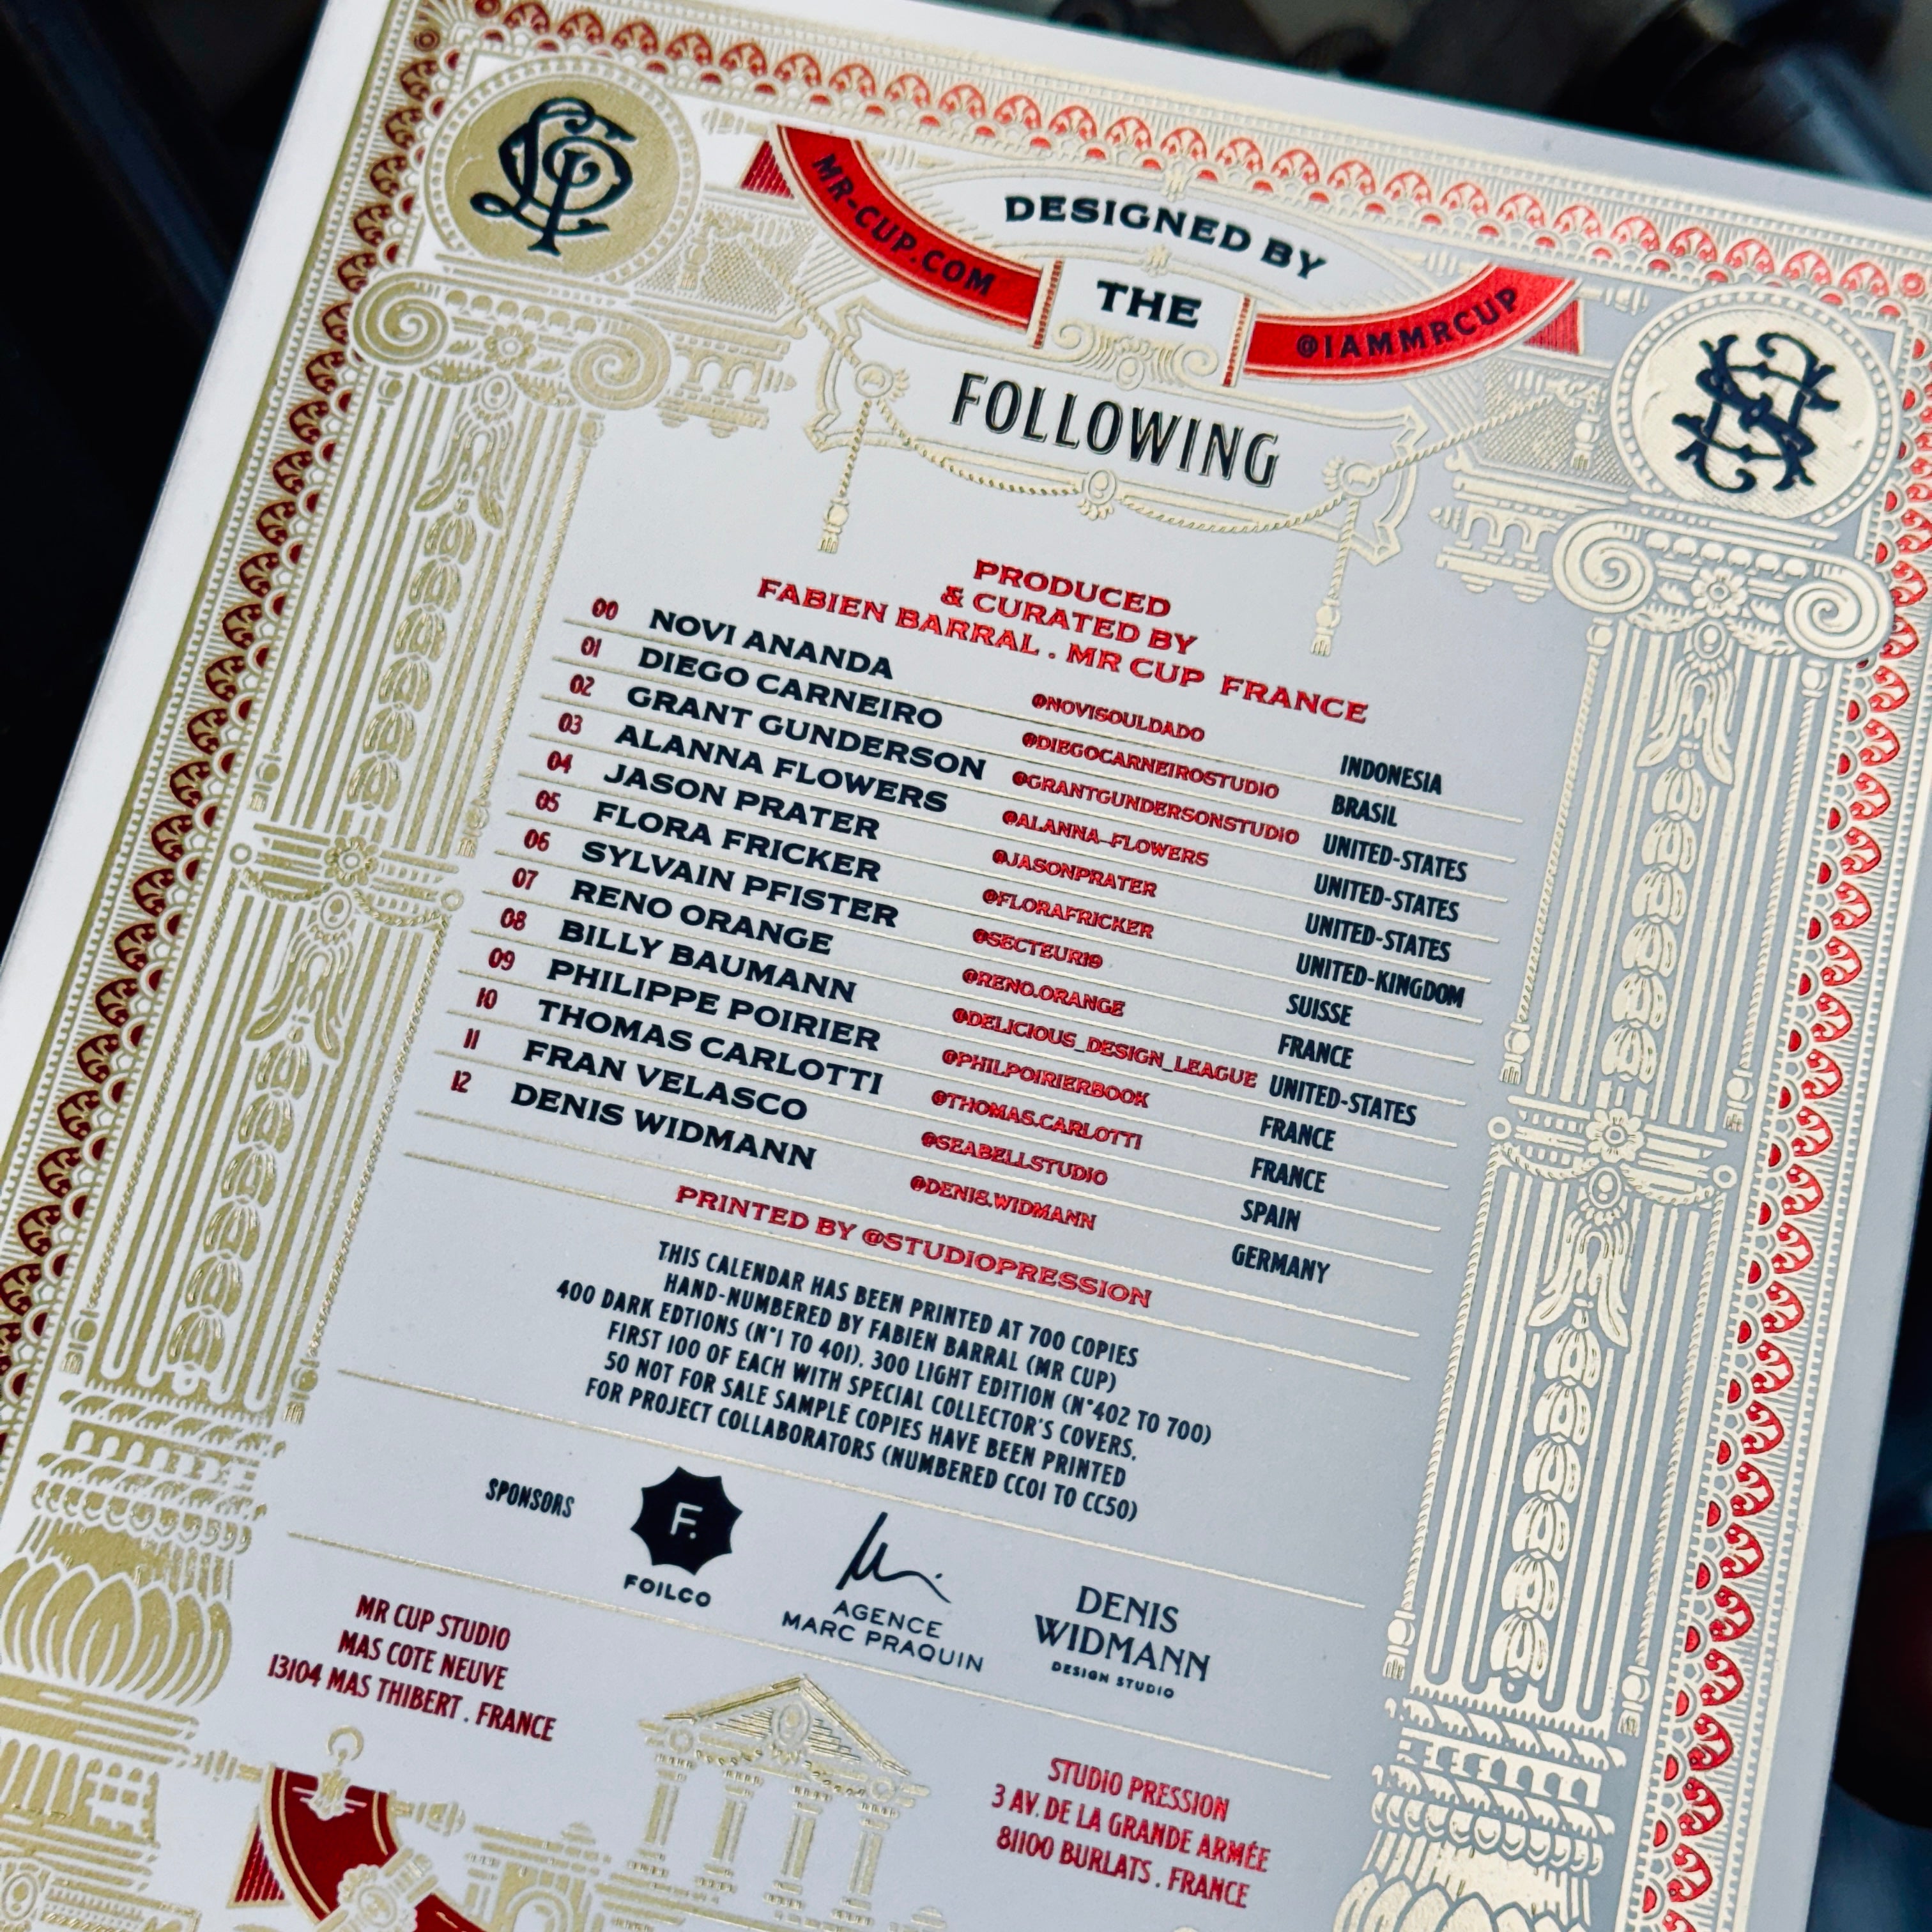 DESIGNED BY
MR-CUP.COM
THE
@IAMMRCUP
FOLLOWING
PRODUCED
& CURATED BY
FABIEN BARRAL . MR CUP FRANCE
00 NOVI ANANDA @NOVISOULDADO INDONESIA
01 DIEGO CARNEIRO @DIEGOCARNEIROSTUDIO BRASIL
02 GRANT GUNDERSON @GRANTGUNDERSONSTUDIO UNITED-STATES
03 ALANNA FLOWERS @ALANNA_FLOWERS UNITED-STATES
04 JASON PRATER @JASONPRATER UNITED-STATES
05 FLORA FRICKER @FLORAFRICKER UNITED-KINGDOM
06 SYLVAIN PFISTER @SECTEUR19 SUISSE
07 RENO ORANGE @RENO.ORANGE FRANCE
08 BILLY BAUMANN @DELICIOUS_DESIGN_LEAGUE UNITED-STATES
09 PHILIPPE POIRIER @PHILPOIRIERBOOK FRANCE
10 THOMAS CARLOTTI @THOMAS.CARLOTTI FRANCE
11 FRAN VELASCO @SEABELLSTUDIO SPAIN
12 DENIS WIDMANN @DENIS.WIDMANN GERMANY
PRINTED BY @STUDIOPRESSION
THIS CALENDAR HAS BEEN PRINTED AT 700 COPIES
HAND-NUMBERED BY FABIEN BARRAL (MR CUP)
400 DARK EDTIONS (N°1 TO 401), 300 LIGHT EDITION (N°402 TO 700)
FIRST 100 OF EACH WITH SPECIAL COLLECTOR'S COVERS.
50 NOT FOR SALE SAMPLE COPIES HAVE BEEN PRINTED
FOR PROJECT COLLABORATORS (NUMBERED CC01 TO CC50)
SPONSORS
F.
FOILCO
AGENCE
MARC PRAQUIN
DENIS
WIDMANN
DESIGN STUDIO
MR CUP STUDIO
MAS COTE NEUVE
13104 MAS THIBERT . FRANCE
STUDIO PRESSION
3 AV. DE LA GRANDE ARMÉE
81100 BURLATS . FRANCE